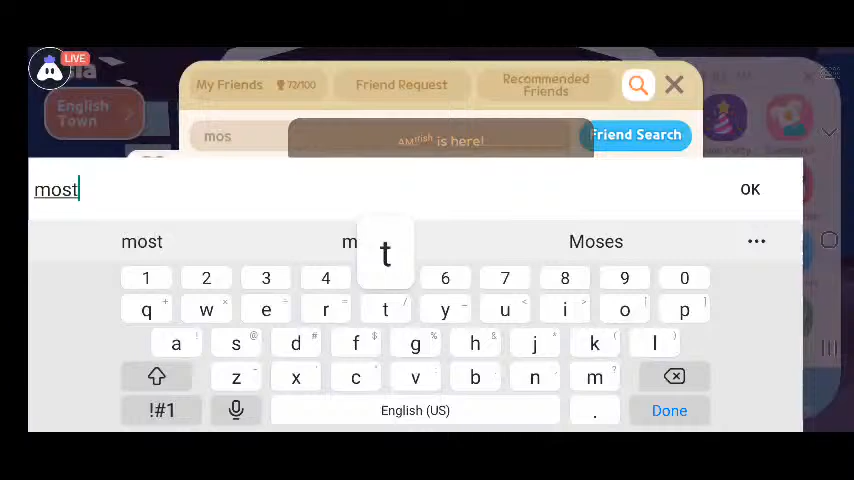 LIVE
My Friends 72/100 Friend Request Recommended Friends
English Town
mos is here! Friend Search
most OK
most Moses
t
1 2 3 4 6 7 8 9 0
q w e r t y u i o p
a s d f g h j k l
z x c v b n m
!#1 English (US) . Done